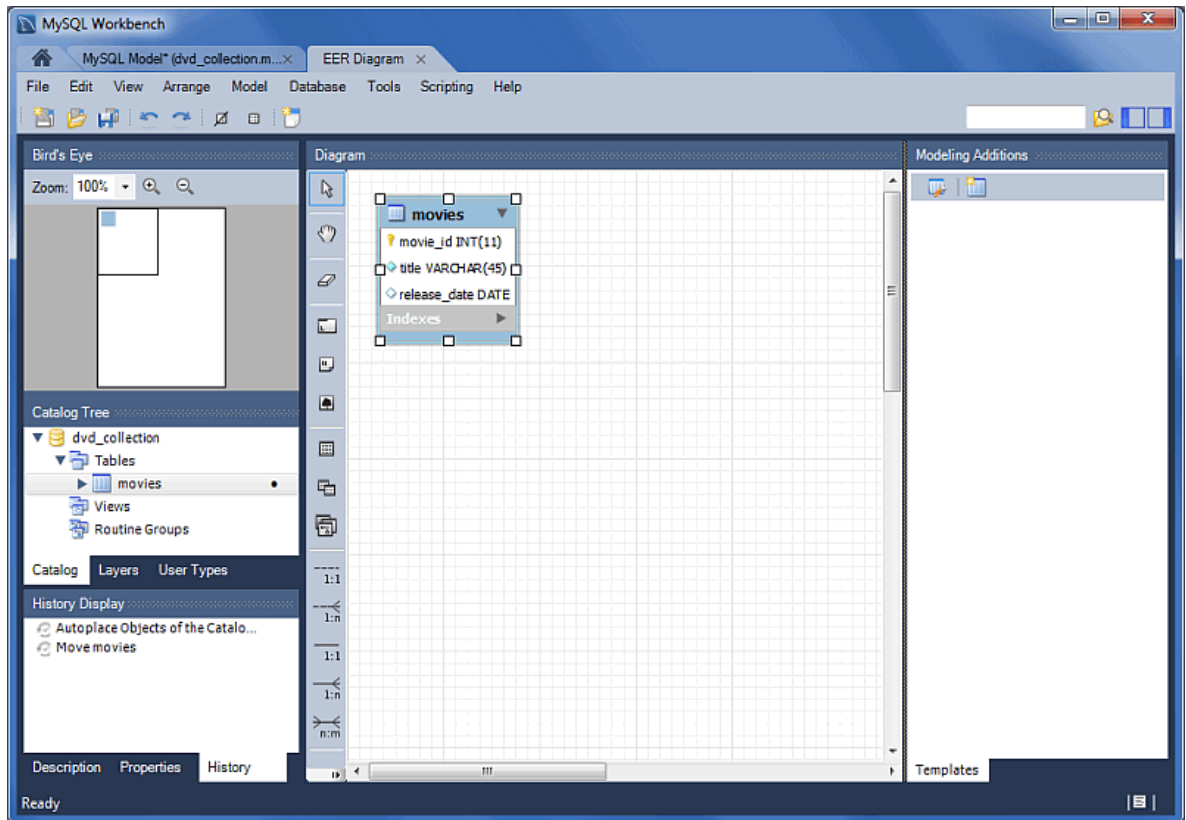 MySQL Workbench
MySQL Model* (dvd_collection.m...×
EER Diagram ×
File Edit View Arrange Model Database Tools Scripting Help
Bird's Eye
Zoom: 100%
Diagram
Modeling Additions
movies
movie_id INT(11)
title VARCHAR(45)
release_date DATE
Indexes
Catalog Tree
dvd_collection
Tables
movies
Views
Routine Groups
Catalog Layers User Types
History Display
Autoplace Objects of the Catalo...
Move movies
Description Properties History
1:1
1:n
1:1
1:n
n:m
Templates
Ready